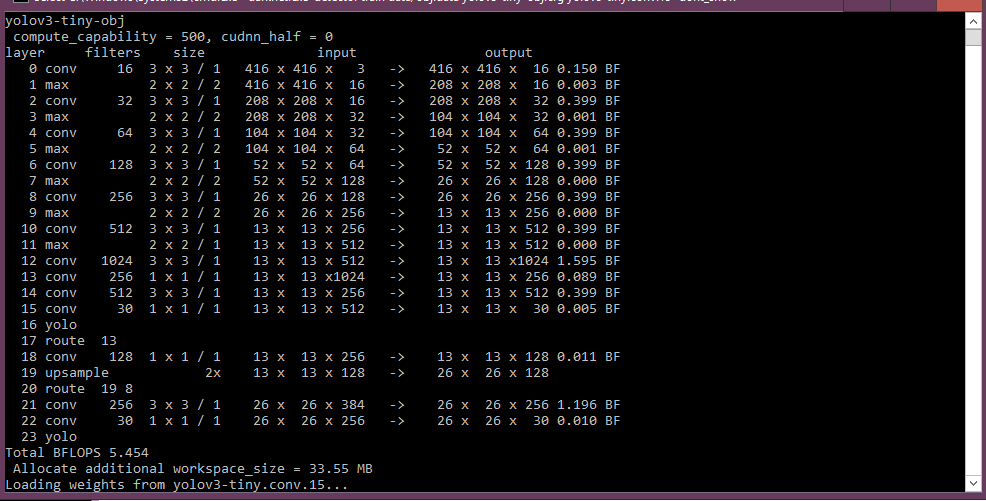 yolov3-tiny-obj
compute_capability = 500, cudnn_half = 0
layer     filters    size              input                output
   0 conv     16  3 x 3 / 1   416 x 416 x   3   ->   416 x 416 x  16 0.150 BF
   1 max          2 x 2 / 2   416 x 416 x  16   ->   208 x 208 x  16 0.003 BF
   2 conv     32  3 x 3 / 1   208 x 208 x  16   ->   208 x 208 x  32 0.399 BF
   3 max          2 x 2 / 2   208 x 208 x  32   ->   104 x 104 x  32 0.001 BF
   4 conv     64  3 x 3 / 1   104 x 104 x  32   ->   104 x 104 x  64 0.399 BF
   5 max          2 x 2 / 2   104 x 104 x  64   ->    52 x  52 x  64 0.001 BF
   6 conv    128  3 x 3 / 1    52 x  52 x  64   ->    52 x  52 x 128 0.399 BF
   7 max          2 x 2 / 2    52 x  52 x 128   ->    26 x  26 x 128 0.000 BF
   8 conv    256  3 x 3 / 1    26 x  26 x 128   ->    26 x  26 x 256 0.399 BF
   9 max          2 x 2 / 2    26 x  26 x 256   ->    13 x  13 x 256 0.000 BF
  10 conv    512  3 x 3 / 1    13 x  13 x 256   ->    13 x  13 x 512 0.399 BF
  11 max          2 x 2 / 1    13 x  13 x 512   ->    13 x  13 x 512 0.000 BF
  12 conv   1024  3 x 3 / 1    13 x  13 x 512   ->    13 x  13 x1024 1.595 BF
  13 conv    256  1 x 1 / 1    13 x  13 x1024   ->    13 x  13 x 256 0.089 BF
  14 conv    512  3 x 3 / 1    13 x  13 x 256   ->    13 x  13 x 512 0.399 BF
  15 conv     30  1 x 1 / 1    13 x  13 x 512   ->    13 x  13 x  30 0.005 BF
  16 yolo
  17 route  13
  18 conv    128  1 x 1 / 1    13 x  13 x 256   ->    13 x  13 x 128 0.011 BF
  19 upsample            2x    13 x  13 x 128   ->    26 x  26 x 128
  20 route  19 8
  21 conv    256  3 x 3 / 1    26 x  26 x 384   ->    26 x  26 x 256 1.196 BF
  22 conv     30  1 x 1 / 1    26 x  26 x 256   ->    26 x  26 x  30 0.010 BF
  23 yolo
Total BFLOPS 5.454
Allocate additional workspace_size = 33.55 MB
Loading weights from yolov3-tiny.conv.15...